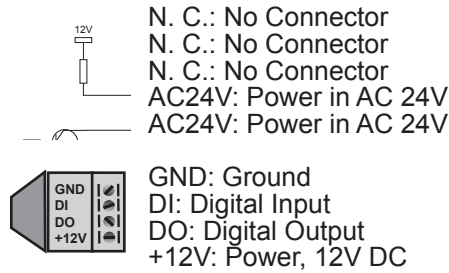 12V
N. C.: No Connector
N. C.: No Connector
N. C.: No Connector
AC24V: Power in AC 24V
AC24V: Power in AC 24V
GND
DI
DO
+12V
GND: Ground
DI: Digital Input
DO: Digital Output
+12V: Power, 12V DC